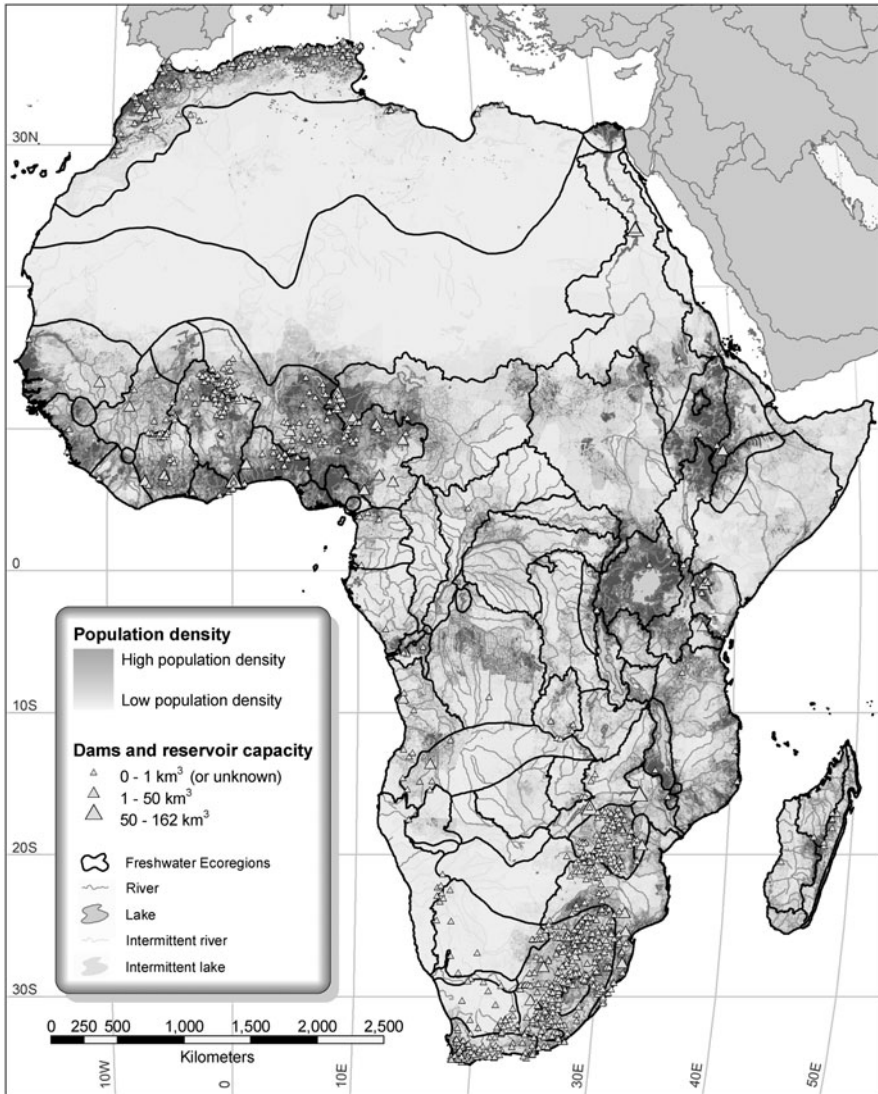 30N
0
10S
20S
30S
Population density
High population density
Low population density
Dams and reservoir capacity
0 - 1 km³ (or unknown)
1 - 50 km³
50 - 162 km³
Freshwater Ecoregions
River
Lake
Intermittent river
Intermittent lake
0 250 500 1,000 1,500 2,000 2,500
Kilometers
10W
0
10E
30E
40E
50E